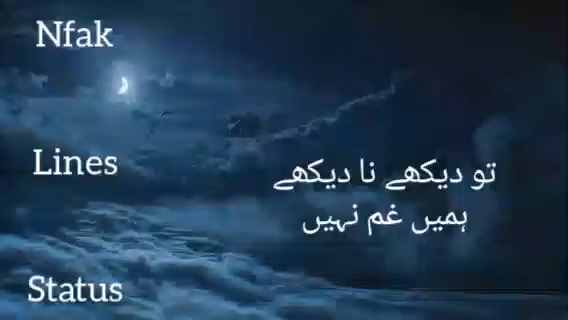 Nfak
Lines
تو دیکھے نا دیکھے
ہمیں غم نہیں
Status